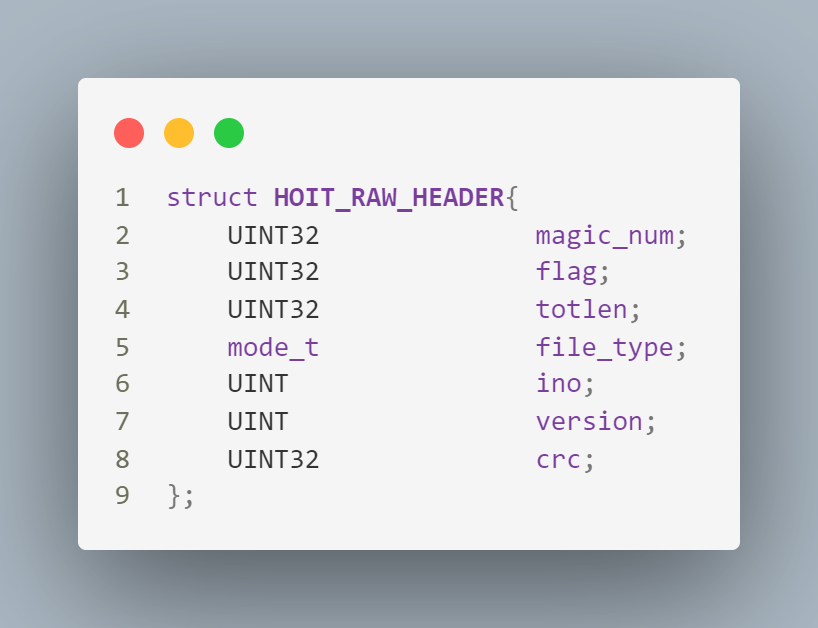 1 struct HOIT_RAW_HEADER{
2     UINT32              magic_num;
3     UINT32              flag;
4     UINT32              totlen;
5     mode_t              file_type;
6     UINT                ino;
7     UINT                version;
8     UINT32              crc;
9 };